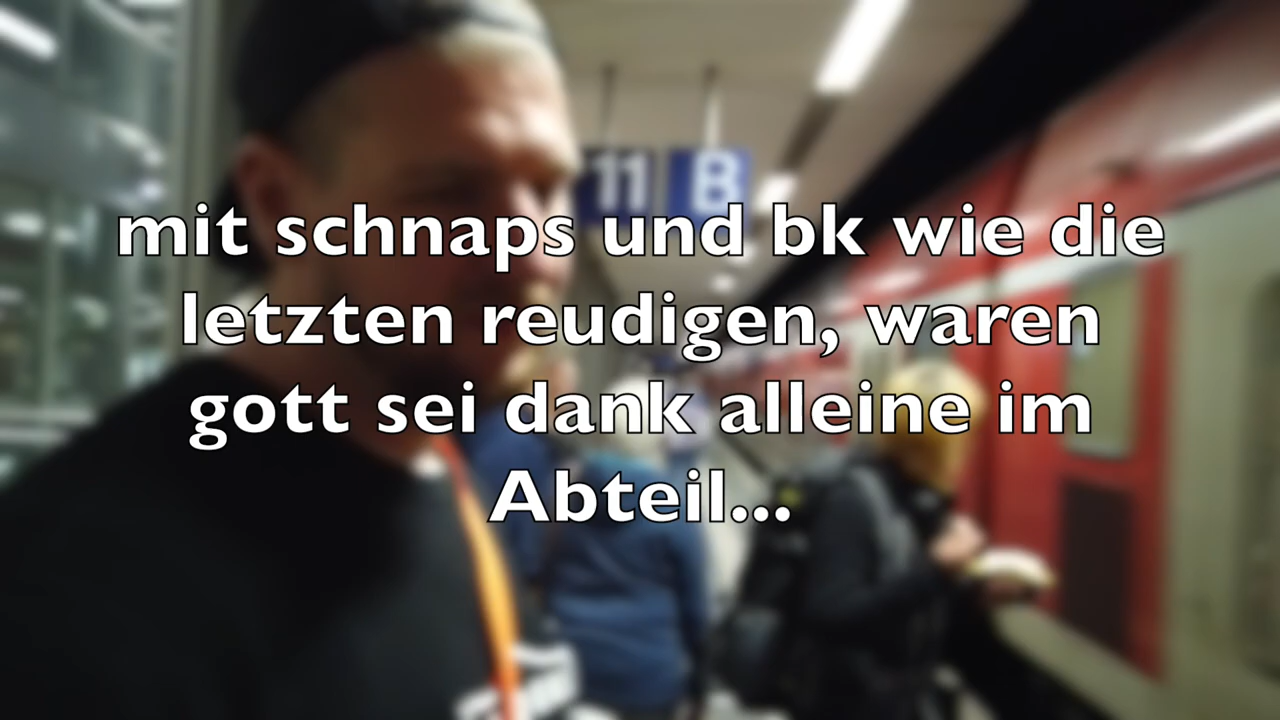 11 B
mit schnaps und bk wie die
letzten reudigen, waren
gott sei dank alleine im
Abteil...